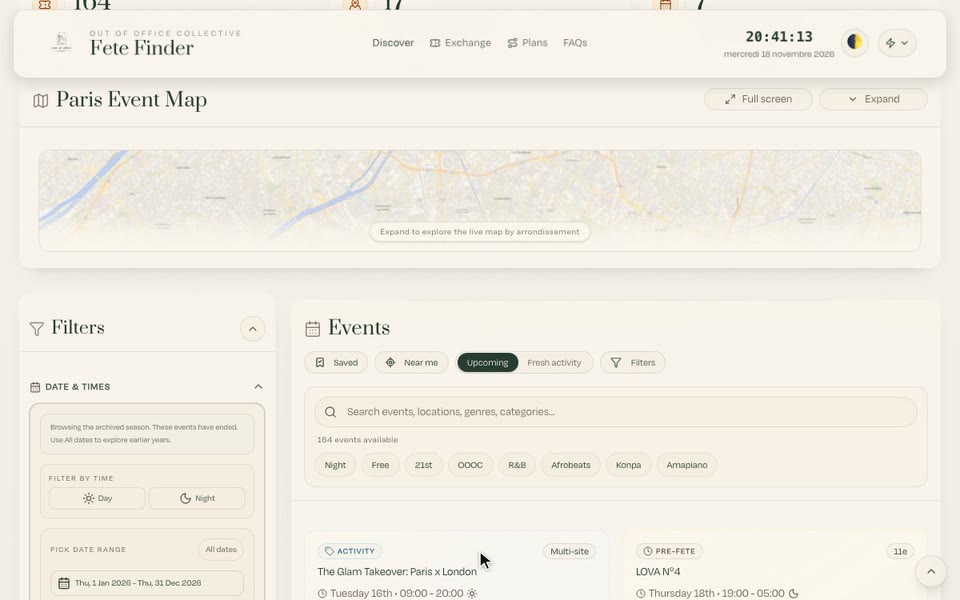 164
17
7
OUT OF OFFICE COLLECTIVE
Fete Finder
Discover
Exchange
Plans
FAQs
20:41:13
mercredi 18 novembre 2026
Paris Event Map
Full screen
Expand
Expand to explore the live map by arrondissement
Filters
DATE & TIMES
Browsing the archived season. These events have ended.
Use All dates to explore earlier years.
FILTER BY TIME
Day
Night
PICK DATE RANGE
All dates
Thu, 1 Jan 2026 - Thu, 31 Dec 2026
Events
Saved
Near me
Upcoming
Fresh activity
Filters
Search events, locations, genres, categories...
164 events available
Night
Free
21st
OOOC
R&B
Afrobeats
Konpa
Amapiano
ACTIVITY
Multi-site
The Glam Takeover: Paris x London
Tuesday 16th • 09:00 - 20:00
PRE-FETE
11e
LOVA N°4
Thursday 18th • 19:00 - 05:00